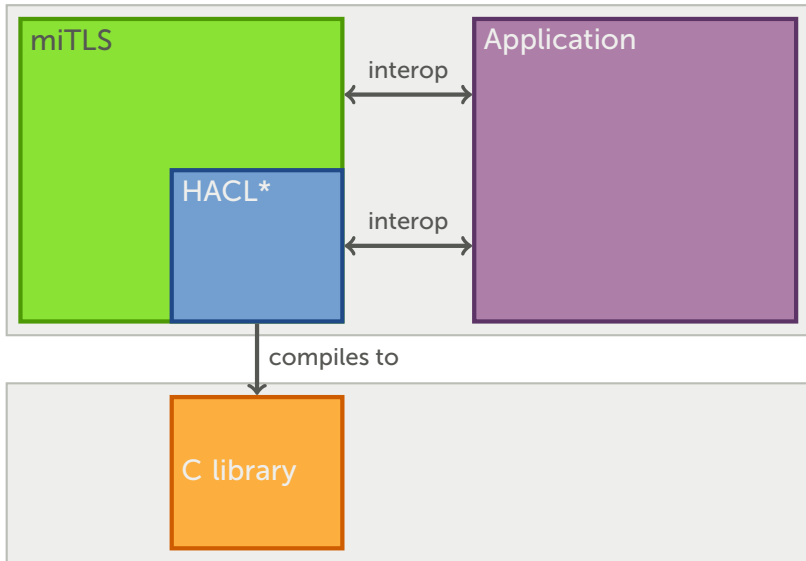 miTLS
Application
interop
HACL*
interop
compiles to
C library